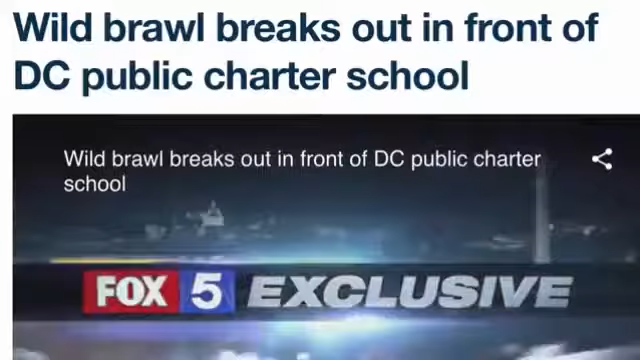 Wild brawl breaks out in front of
DC public charter school
Wild brawl breaks out in front of DC public charter
school
FOX 5 EXCLUSIVE